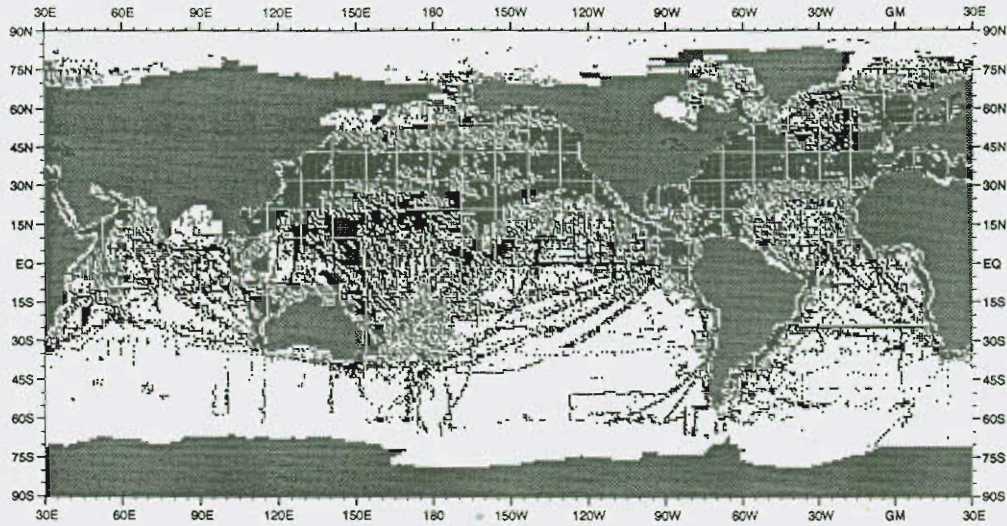 30E 60E 90E 120E 150E 180 150W 120W 90W 60W 30W GM 30E
90N 90N
75N 75N
60N 60N
45N 45N
30N 30N
15N 15N
EQ EQ
15S 15S
30S 30S
45S 45S
60S 60S
75S 75S
90S 90S
30E 60E 90E 120E 150E 180 150W 120W 90W 60W 30W GM 30E